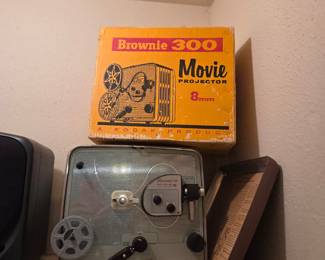 Brownie 300
Movie
PROJECTOR
8mm
A KODAK PRODUCT